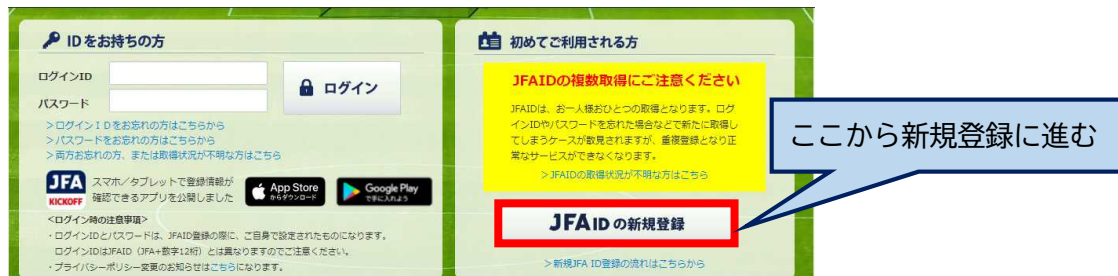 IDをお持ちの方
ログインID
パスワード
ログイン
>ログインIDをお忘れの方はこちらから
>パスワードをお忘れの方はこちらから
>両方お忘れの方、または取得状況が不明な方はこちら
JFA
KICKOFF
スマホ/タブレットで登録情報が
確認できるアプリを公開しました
App Store
からダウンロード
Google Play
で手に入れよう
<ログイン時の注意事項>
・ログインIDとパスワードは、JFAID登録の際に、ご自身で設定されたものになります。
ログインIDはJFAID（JFA+数字12桁）とは異なりますのでご注意ください。
・プライバシーポリシー変更のお知らせはこちらになります。
初めてご利用される方
JFAIDの複数取得にご注意ください
JFAIDは、お一人様おひとつの取得となります。ログ
インIDやパスワードを忘れた場合などで新たに取得し
てしまうケースが散見されますが、重複登録となり正
常なサービスができなくなります。
>JFAIDの取得状況が不明な方はこちら
JFAIDの新規登録
>新規JFA ID登録の流れはこちらから
ここから新規登録に進む